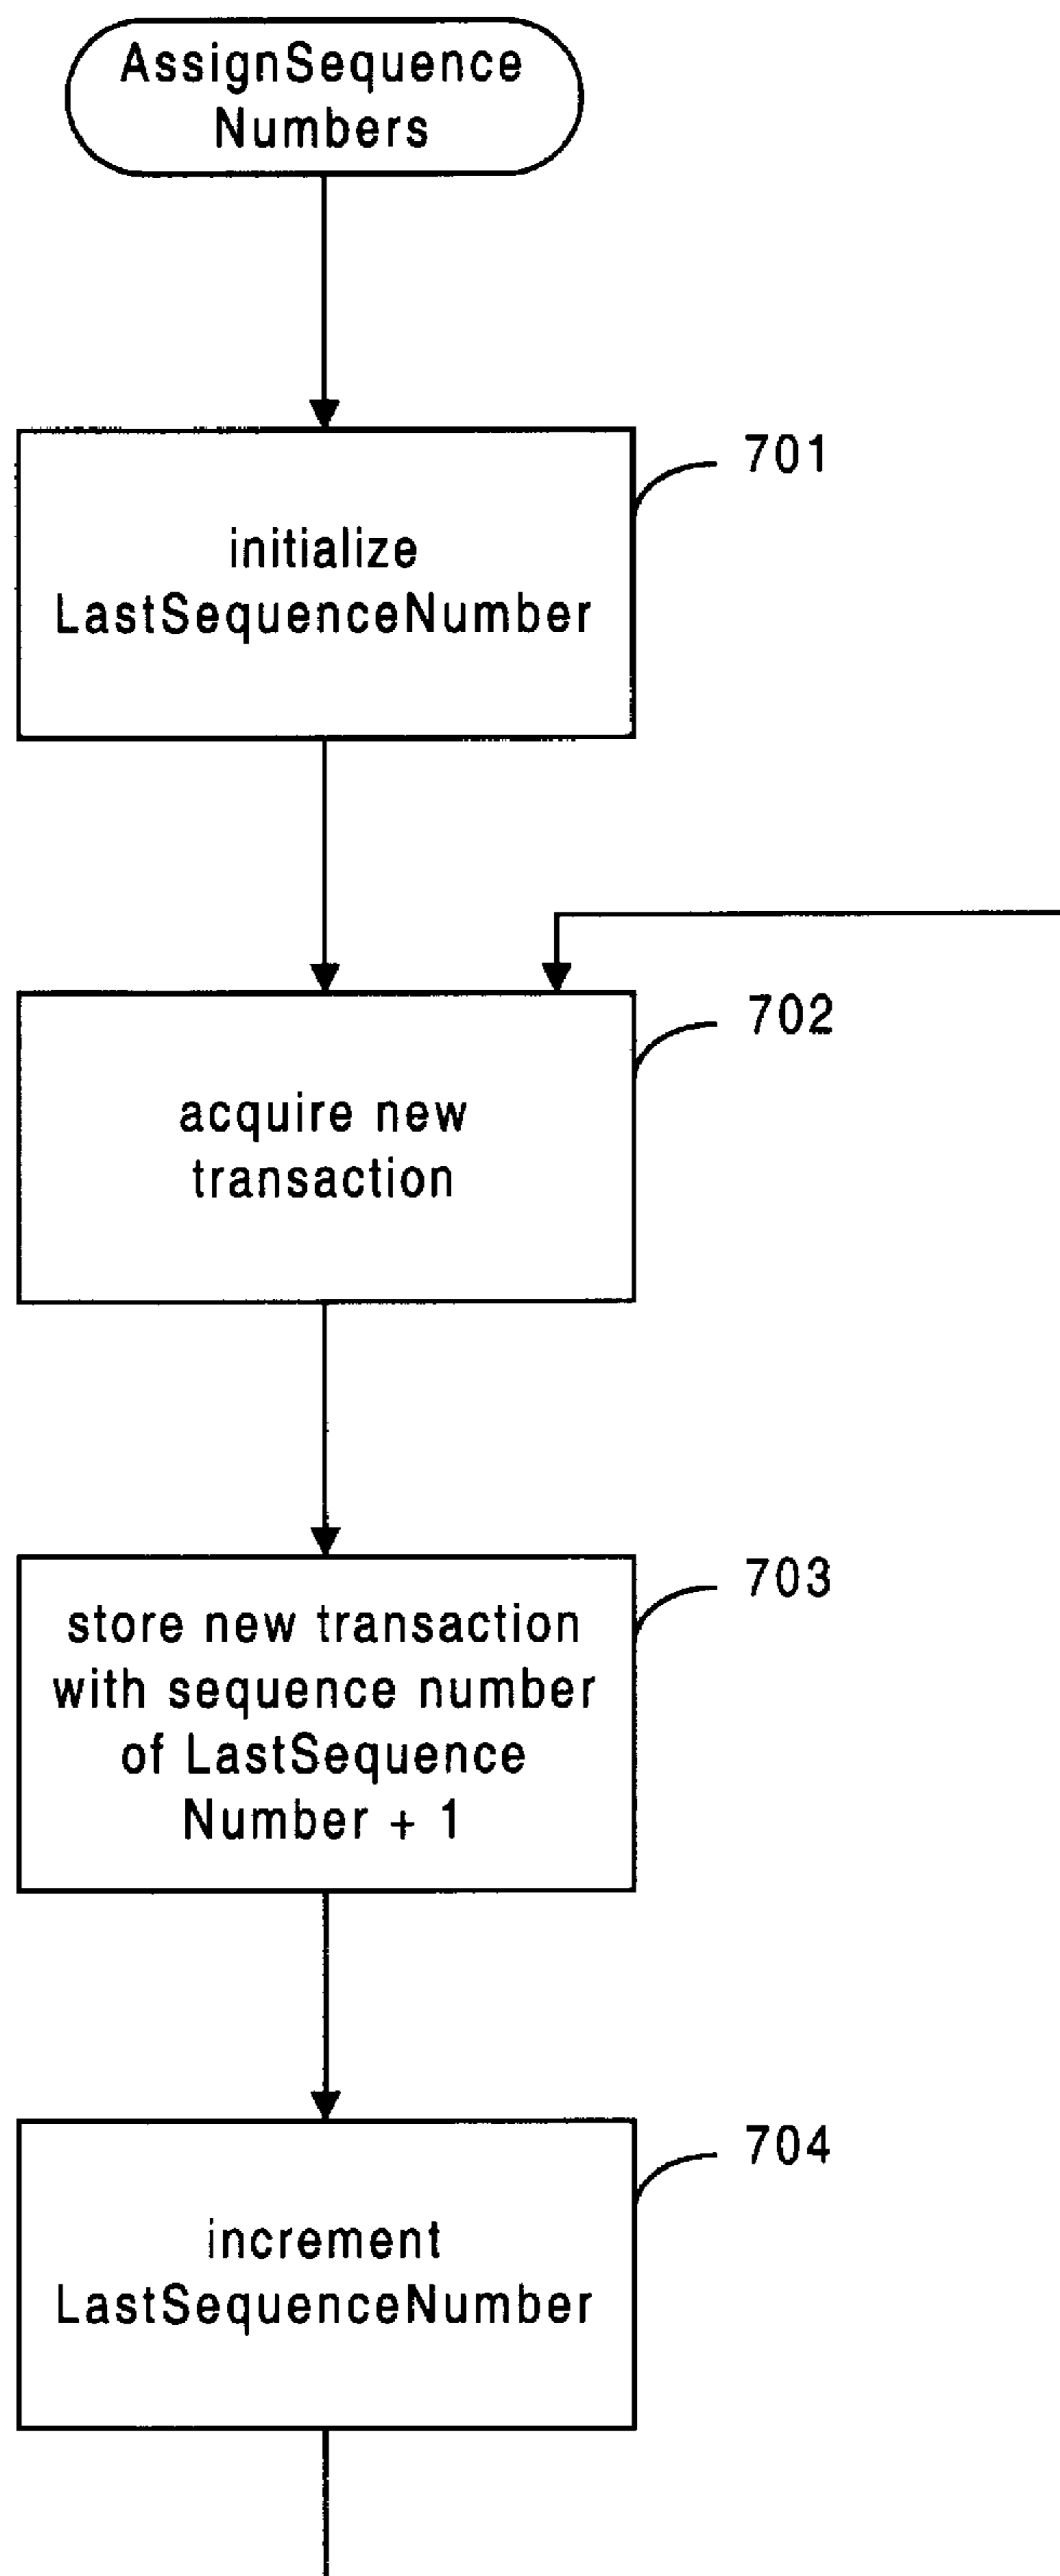 AssignSequence
Numbers
701
initialize
LastSequenceNumber
702
acquire new
transaction
703
store new transaction
with sequence number
of LastSequence
Number + 1
704
increment
LastSequenceNumber